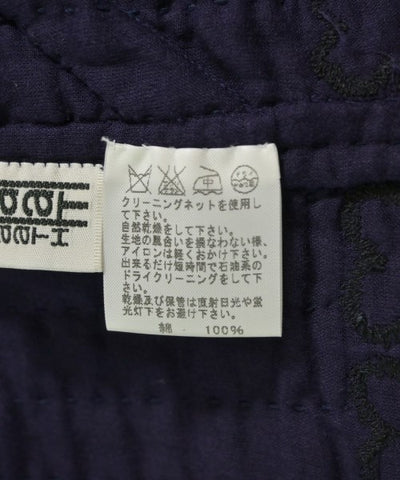 中
クリーニングネットを使用し
て下さい。
自然乾燥をして下さい。
生地の風合いを損なわない様、
アイロンは軽くおかけ下さい。
出来るだけ短時間で石油系の
ドライクリーニングをして下
さい。
乾燥及び保管は直射日光や蛍
光灯下をお避け下さい。
綿 100%